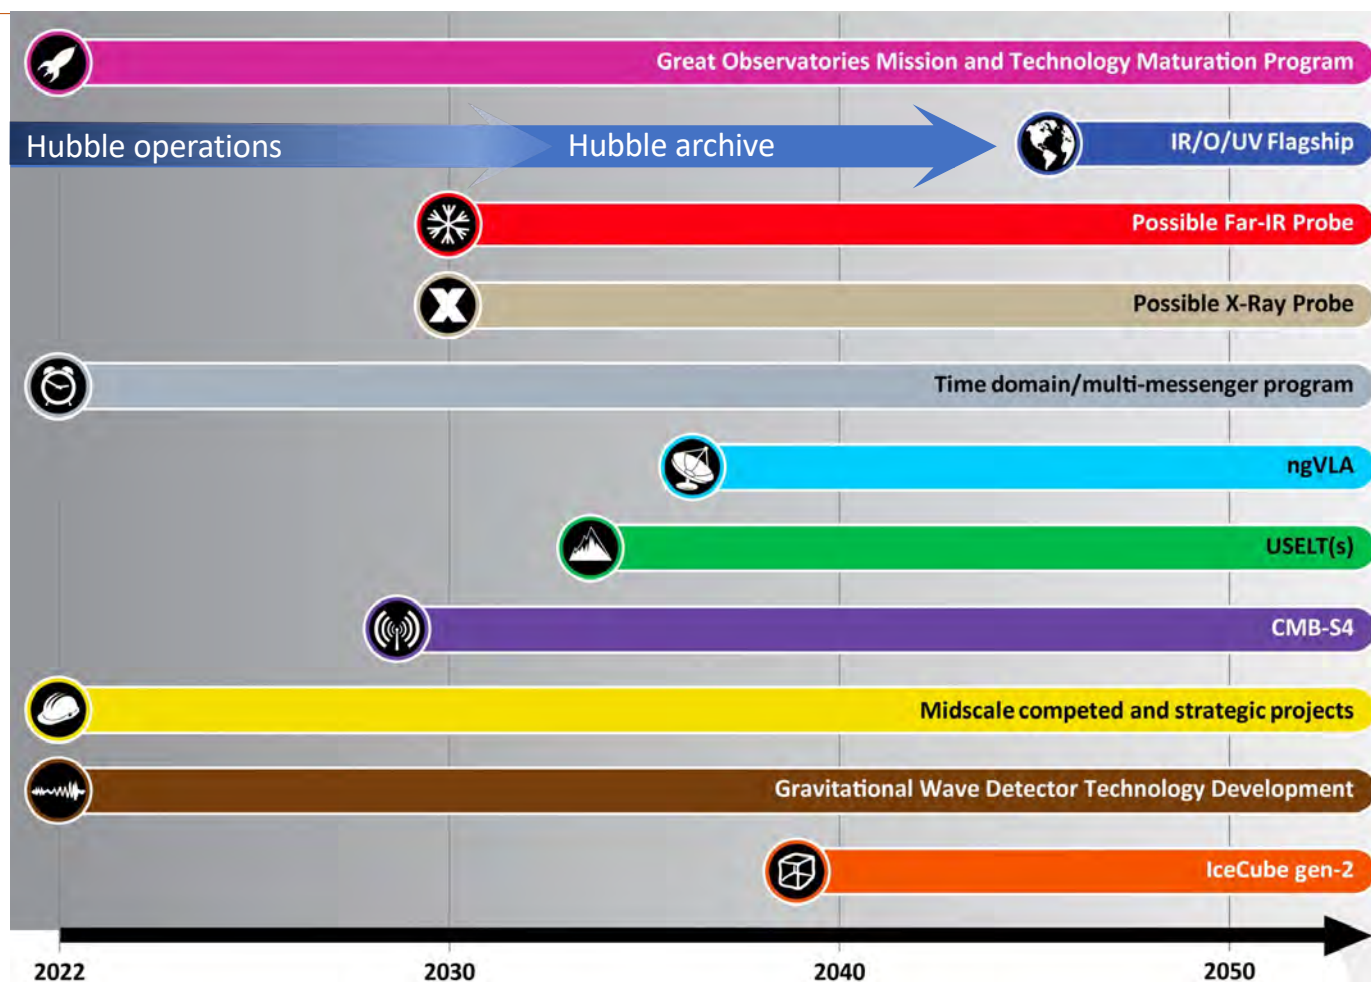 Great Observatories Mission and Technology Maturation Program
Hubble operations
Hubble archive
IR/O/UV Flagship
Possible Far-IR Probe
X
Possible X-Ray Probe
Time domain/multi-messenger program
ngVLA
USELT(s)
CMB-S4
Midscale competed and strategic projects
Gravitational Wave Detector Technology Development
IceCube gen-2
2022
2030
2040
2050